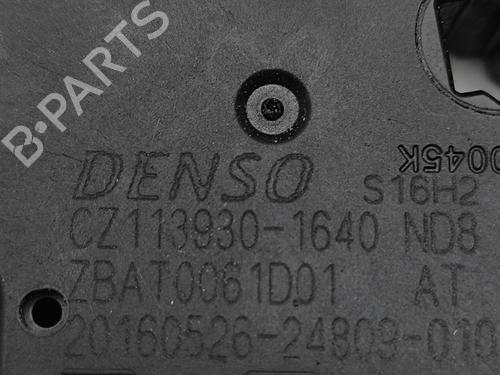 B-PARTS
0045K
DENSO S16H2
CZ113930-1640 ND8
ZBAT0061D01 AT
20160526-24809-010